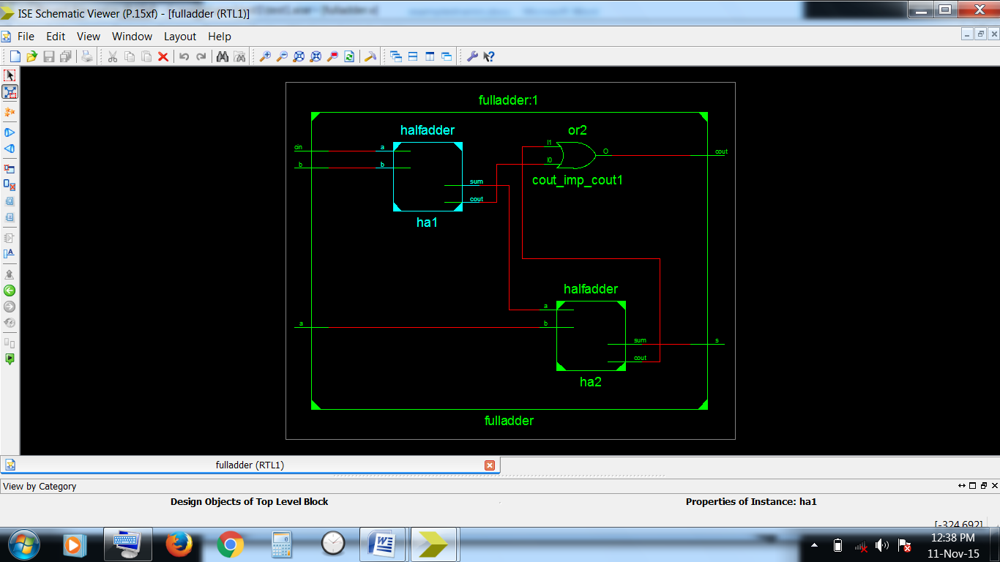 ISE Schematic Viewer (P.15xf) - [fulladder (RTL1)]
File Edit View Window Layout Help
fulladder:1
halfadder
or2
cin
a
I1
O
cout
b
b
I0
sum
cout
cout_imp_cout1
ha1
halfadder
a
a
b
sum
s
cout
ha2
fulladder
fulladder (RTL1)
View by Category
Design Objects of Top Level Block
Properties of Instance: ha1
[-324,692]
12:38 PM
11-Nov-15